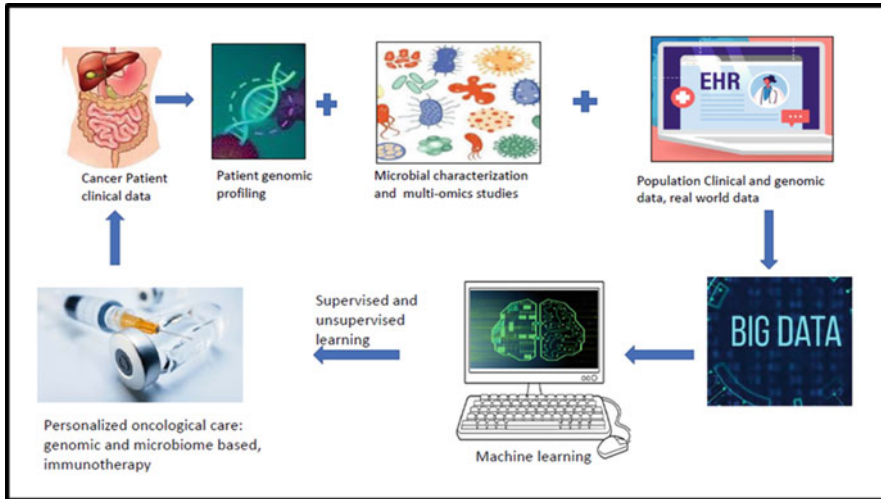 EHR
Cancer Patient
clinical data
Patient genomic
profiling
Microbial characterization
and multi-omics studies
Population Clinical and genomic
data, real world data
BIG DATA
Supervised and
unsupervised
learning
Machine learning
Personalized oncological care:
genomic and microbiome based,
immunotherapy